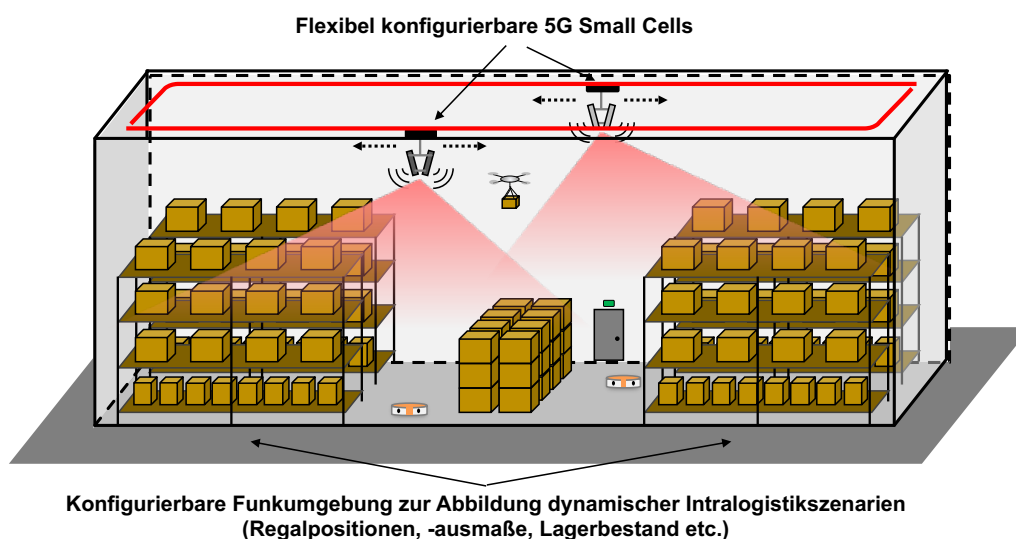 Flexibel konfigurierbare 5G Small Cells
Konfigurierbare Funkumgebung zur Abbildung dynamischer Intralogistikszenarien
(Regalpositionen, -ausmaße, Lagerbestand etc.)